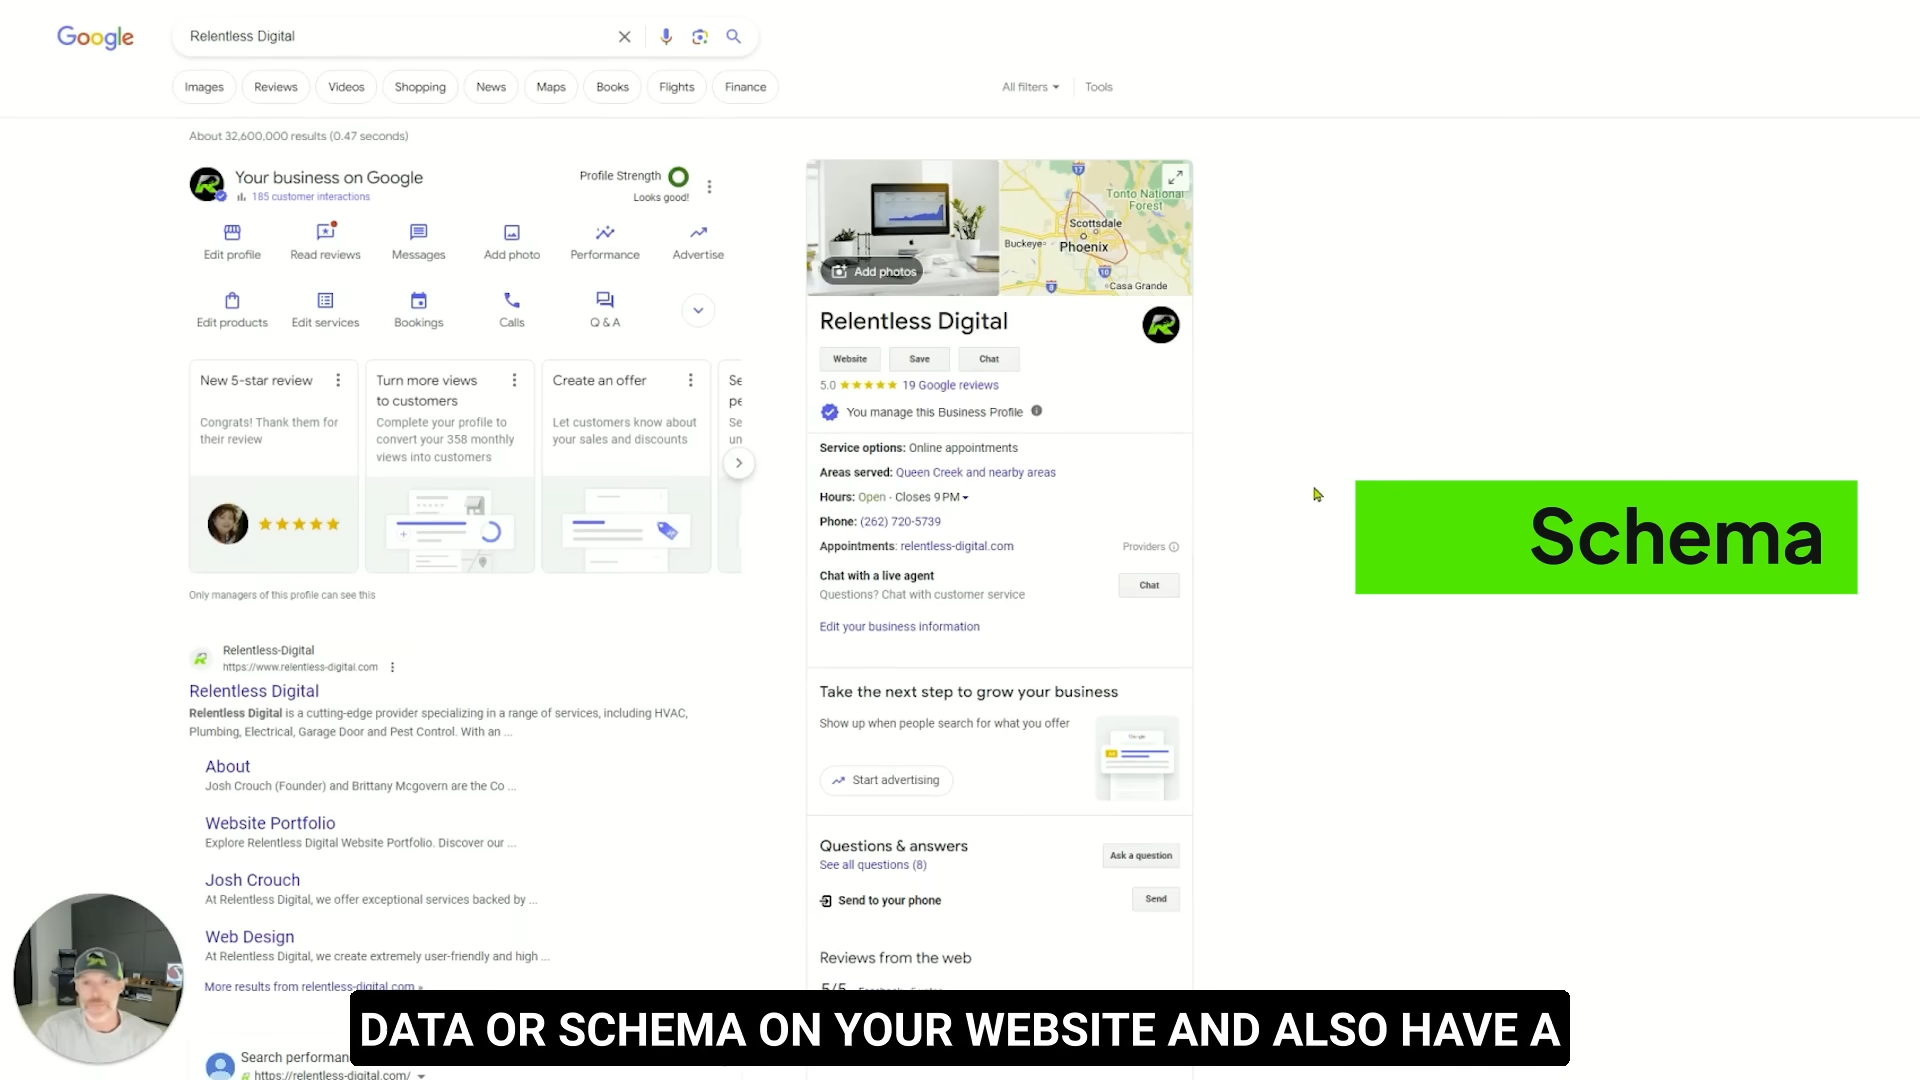 Google
Relentless Digital
Images
Reviews
Videos
Shopping
News
Maps
Books
Flights
Finance
All filters
Tools
About 32,600,000 results (0.47 seconds)
Your business on Google
185 customer interactions
Profile Strength
Looks good!
Edit profile
Read reviews
Messages
Add photo
Performance
Advertise
Edit products
Edit services
Bookings
Calls
Q & A
New 5-star review
Congrats! Thank them for
their review
Turn more views
to customers
Complete your profile to
convert your 358 monthly
views into customers
Create an offer
Let customers know about
your sales and discounts
Se
pe
Se
un
Only managers of this profile can see this
Relentless-Digital
https://www.relentless-digital.com
Relentless Digital
Relentless Digital is a cutting-edge provider specializing in a range of services, including HVAC,
Plumbing, Electrical, Garage Door and Pest Control. With an ...
About
Josh Crouch (Founder) and Brittany Mcgovern are the Co ...
Website Portfolio
Explore Relentless Digital Website Portfolio. Discover our ...
Josh Crouch
At Relentless Digital, we offer exceptional services backed by ...
Web Design
At Relentless Digital, we create extremely user-friendly and high ...
More results from relentless-digital.com »
Search performan
https://relentless-digital.com/
Add photos
17
Tonto National
Forest
Scottsdale
Buckeye
Phoenix
10
8
Casa Grande
Relentless Digital
Website
Save
Chat
5.0 ★★★★★ 19 Google reviews
You manage this Business Profile
Service options: Online appointments
Areas served: Queen Creek and nearby areas
Hours: Open · Closes 9 PM
Phone: (262) 720-5739
Appointments: relentless-digital.com
Providers
Chat with a live agent
Questions? Chat with customer service
Chat
Edit your business information
Take the next step to grow your business
Show up when people search for what you offer
Start advertising
Questions & answers
See all questions (8)
Ask a question
Send to your phone
Send
Reviews from the web
5/5
Schema
DATA OR SCHEMA ON YOUR WEBSITE AND ALSO HAVE A